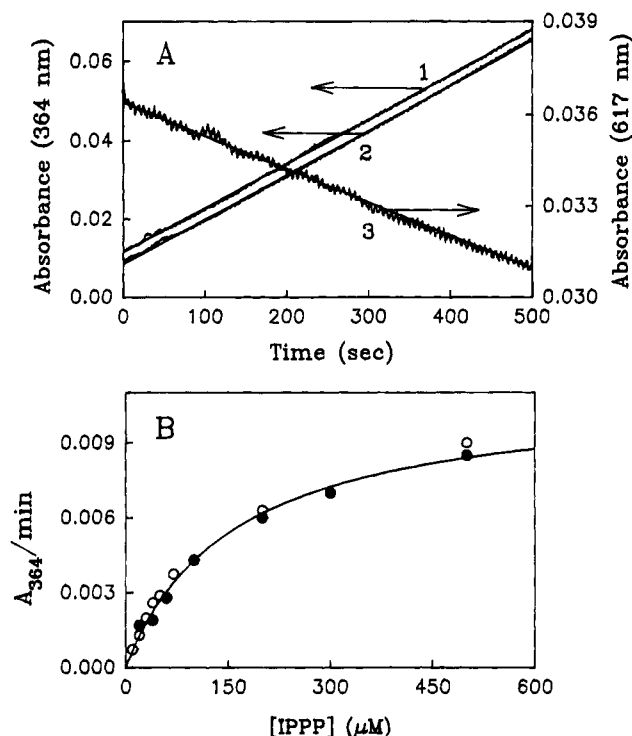 A
Absorbance (364 nm)
0.06
0.04
0.02
0.00
1
2
3
0.039
0.036
0.033
0.030
Absorbance (617 nm)
0 100 200 300 400 500
Time (sec)
B
A364/min
0.009
0.006
0.003
0.000
0 150 300 450 600
[IPPP] (μM)